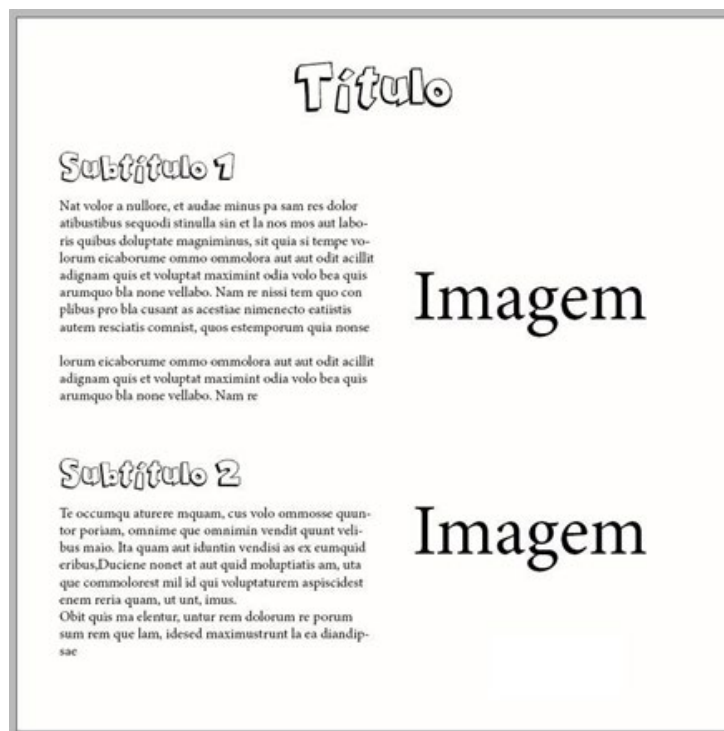 Título
Subtítulo 1
Nat volor a nullore, et audae minus pa sam res dolor
atibustibus sequodi stinulla sin et la nos mos aut labo-
ris quibus doluptate magniminus, sit quia si tempe vo-
lorum eicaborume ommo ommolora aut aut odit acillit
adignam quis et voluptat maximint odia volo bea quis
arumquo bla none vellabo. Nam re nissi tem quo con
plibus pro bla cusant as acestiae nimenecto eatiistis
autem resciatis comnist, quos estemporum quia nonse
lorum eicaborume ommo ommolora aut aut odit acillit
adignam quis et voluptat maximint odia volo bea quis
arumquo bla none vellabo. Nam re
Imagem
Subtítulo 2
Te occumqu aturere mquam, cus volo ommosse quun-
tor poriam, omnime que omnimin vendit quunt veli-
bus maio. Ita quam aut iduntin vendisi as ex eumquid
eribus,Duciene nonet at aut quid moluptiatis am, uta
que commolorest mil id qui voluptaturem aspiscidest
enem reria quam, ut unt, imus.
Obit quis ma elentur, untur rem dolorum re porum
sum rem que lam, idesed maximustrunt la ea diandip-
sae
Imagem